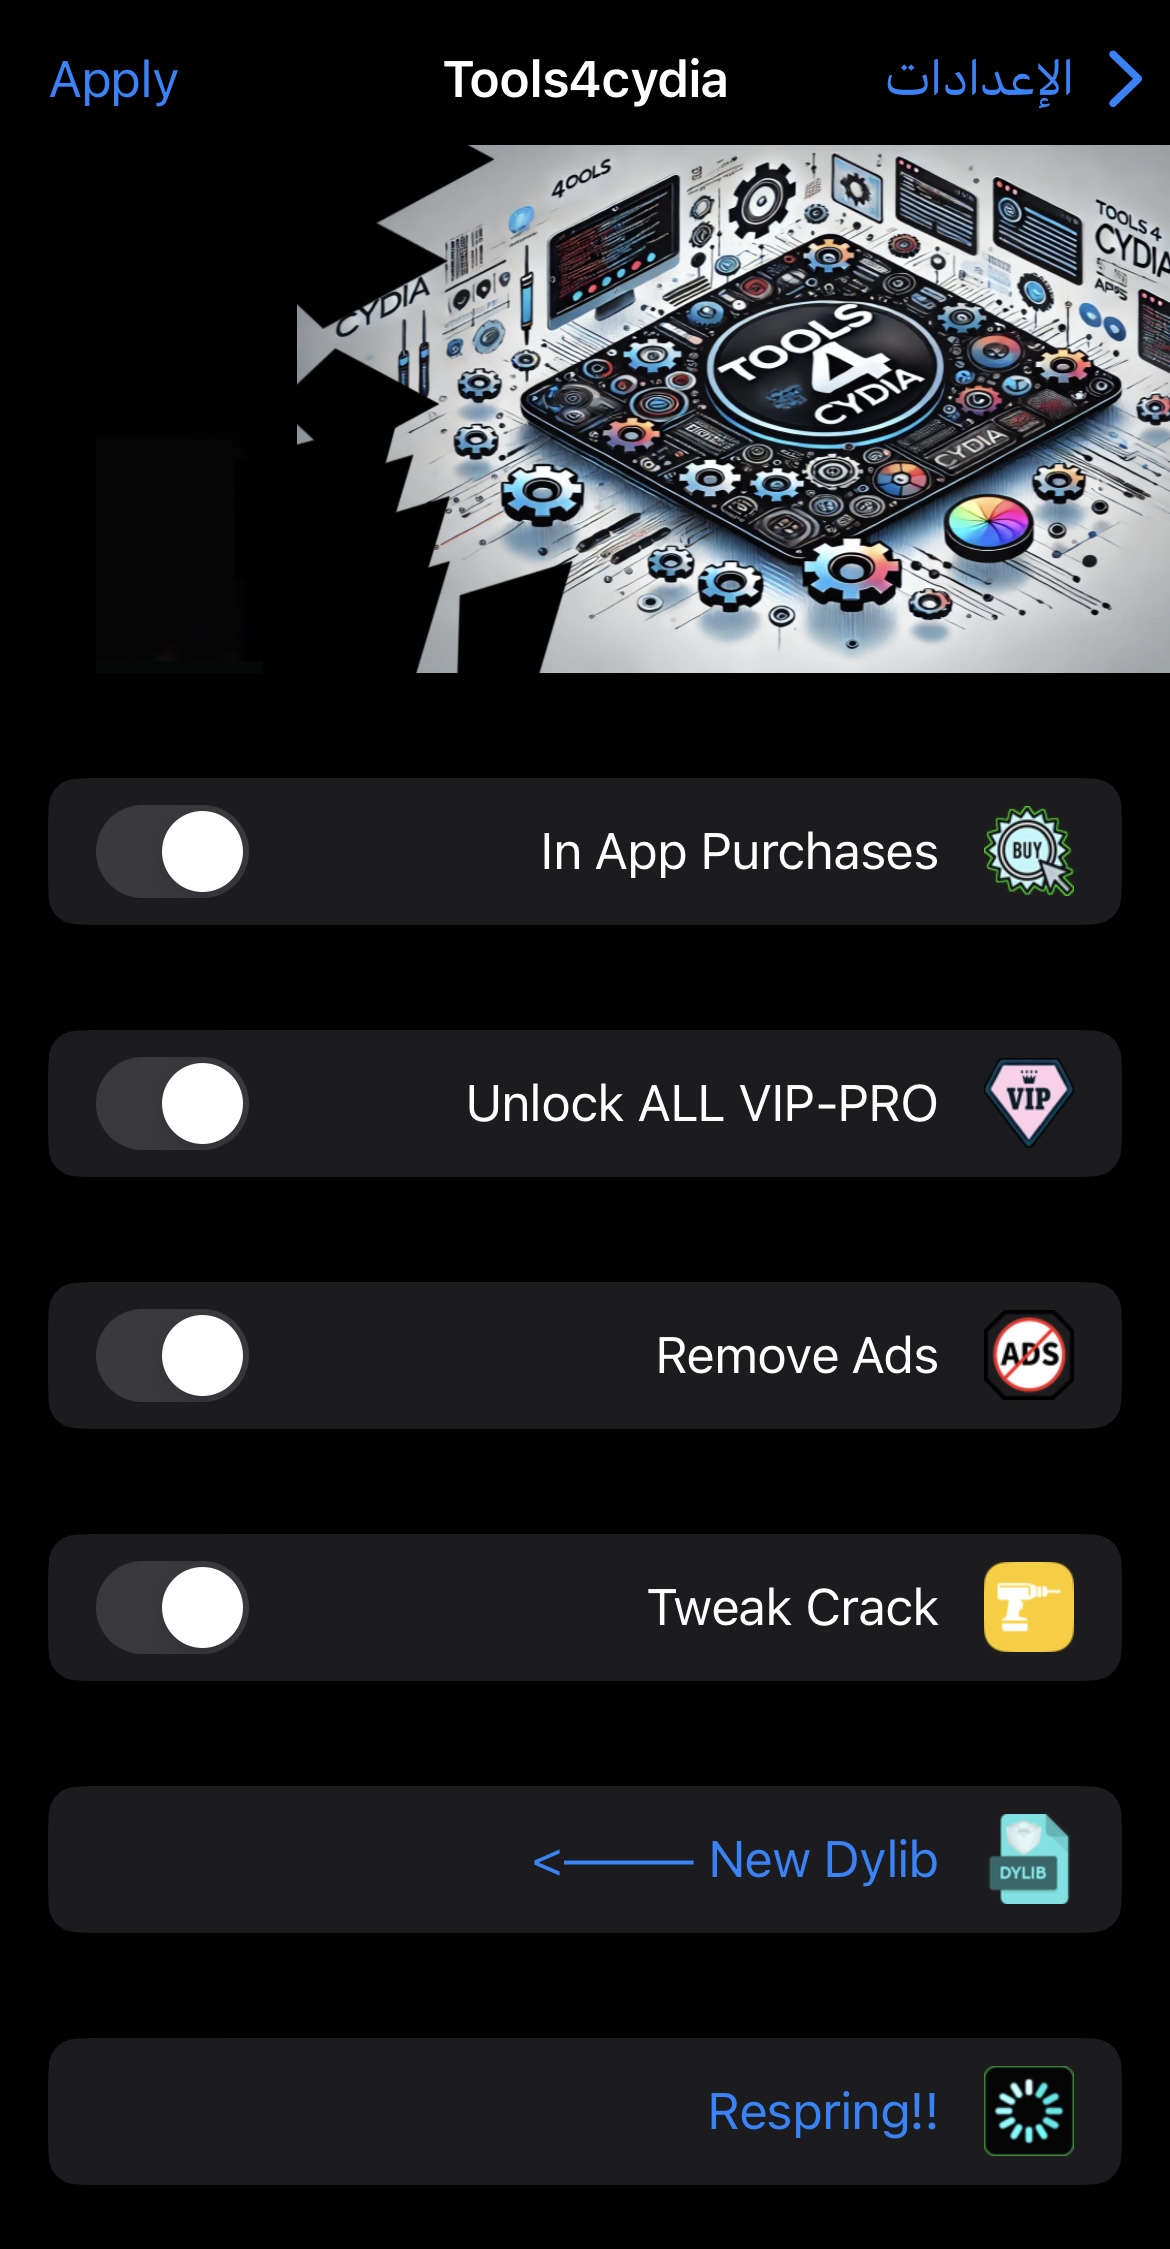 Apply
Tools4cydia
الإعدادات
4OOLS
TOOLS 4
CYDIA
APS
CYDIA
TOOLS
4
CYDIA
CYDIA
In App Purchases
BUY
Unlock ALL VIP-PRO
VIP
Remove Ads
ADS
Tweak Crack
<——— New Dylib
DYLIB
Respring!!